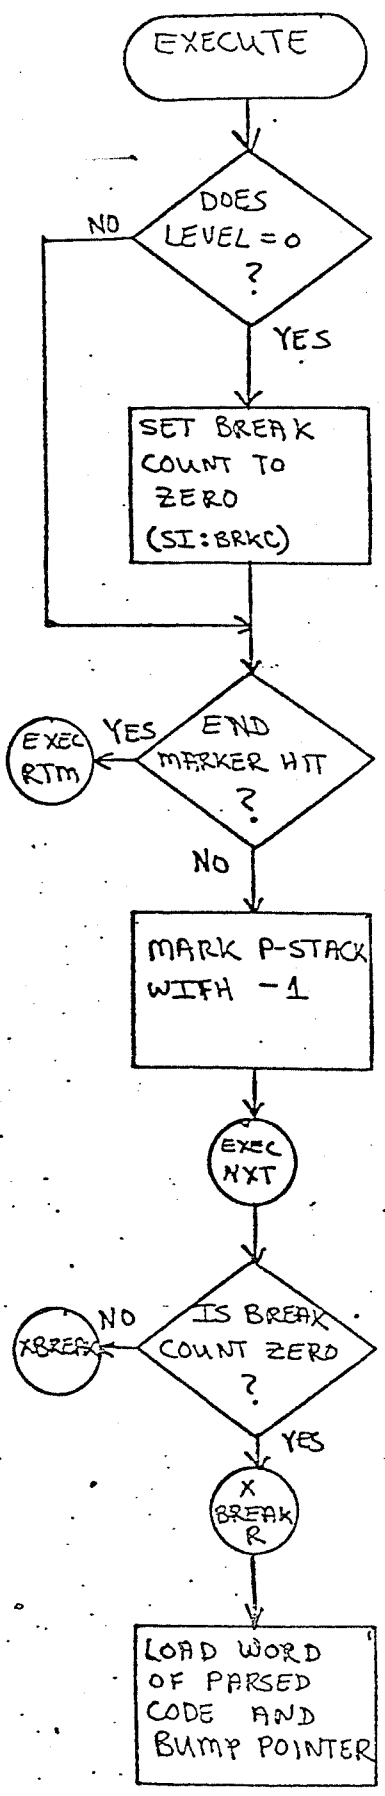 EXECUTE
DOES
LEVEL = 0
?
NO
YES
SET BREAK
COUNT TO
ZERO
(SI:BRKC)
END
MARKER HIT
?
YES
EXEC
RTM
NO
MARK P-STACK
WITH -1
EXEC
NXT
IS BREAK
COUNT ZERO
?
NO
XBREAK
YES
X
BREAK
R
LOAD WORD
OF PARSED
CODE AND
BUMP POINTER